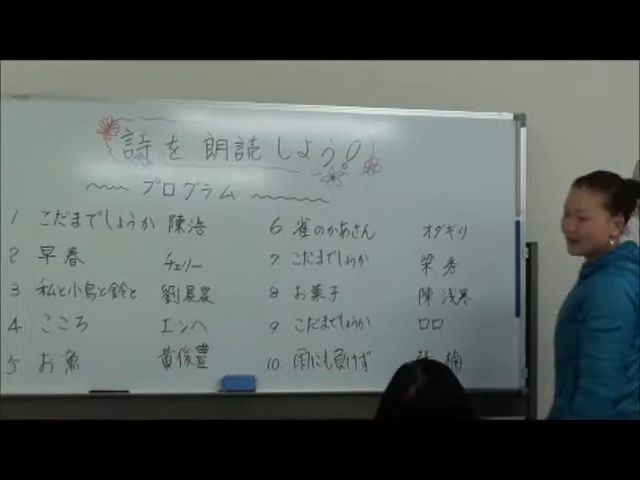 詩を朗読しよう!
~~ プログラム ~~~
1 こだまでしょうか 陳浩
2 早春 チェリー
3 私と小鳥と鈴と 劉晨晨
4 こころ エンヘ
5 お魚 黄俊豊
6 雀のかあさん オダギリ
7 こだまでしょうか 梁秀
8 お菓子 陳浅寒
9 こだまでしょうか ロロ
10 雨にも負けず 楠